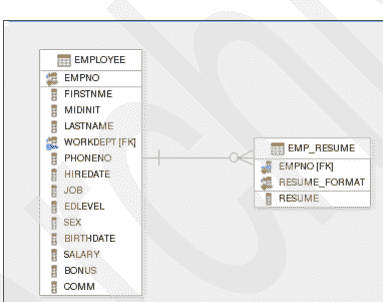 EMPLOYEE
EMPNO
FIRSTNME
MIDINIT
LASTNAME
WORKDEPT [FK]
PHONENO
HIREDATE
JOB
EDLEVEL
SEX
BIRTHDATE
SALARY
BONUS
COMM
EMP_RESUME
EMPNO [FK]
RESUME_FORMAT
RESUME